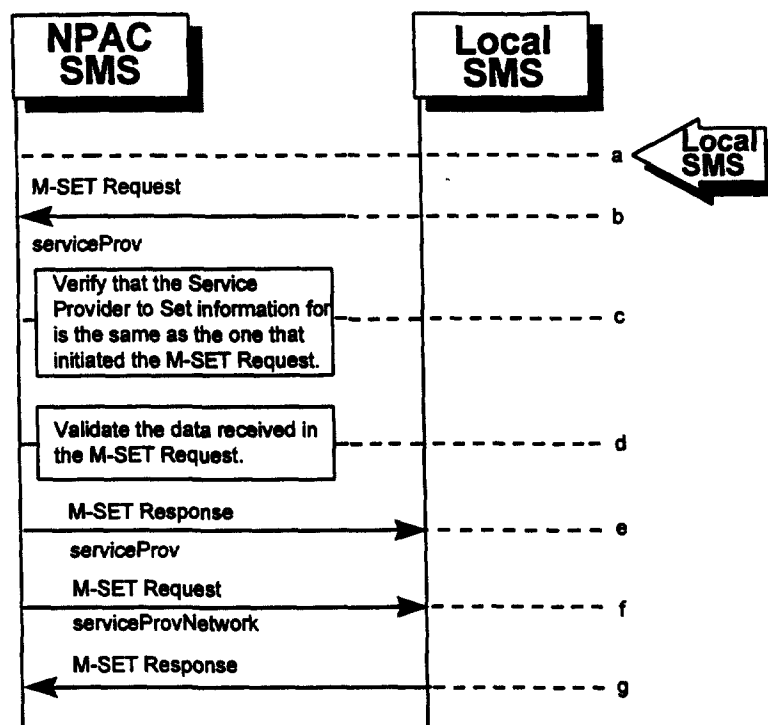 NPAC
SMS
Local
SMS
a
Local
SMS
M-SET Request
b
serviceProv
Verify that the Service
Provider to Set information for
is the same as the one that
initiated the M-SET Request.
c
Validate the data received in
the M-SET Request.
d
M-SET Response
e
serviceProv
M-SET Request
f
serviceProvNetwork
M-SET Response
g